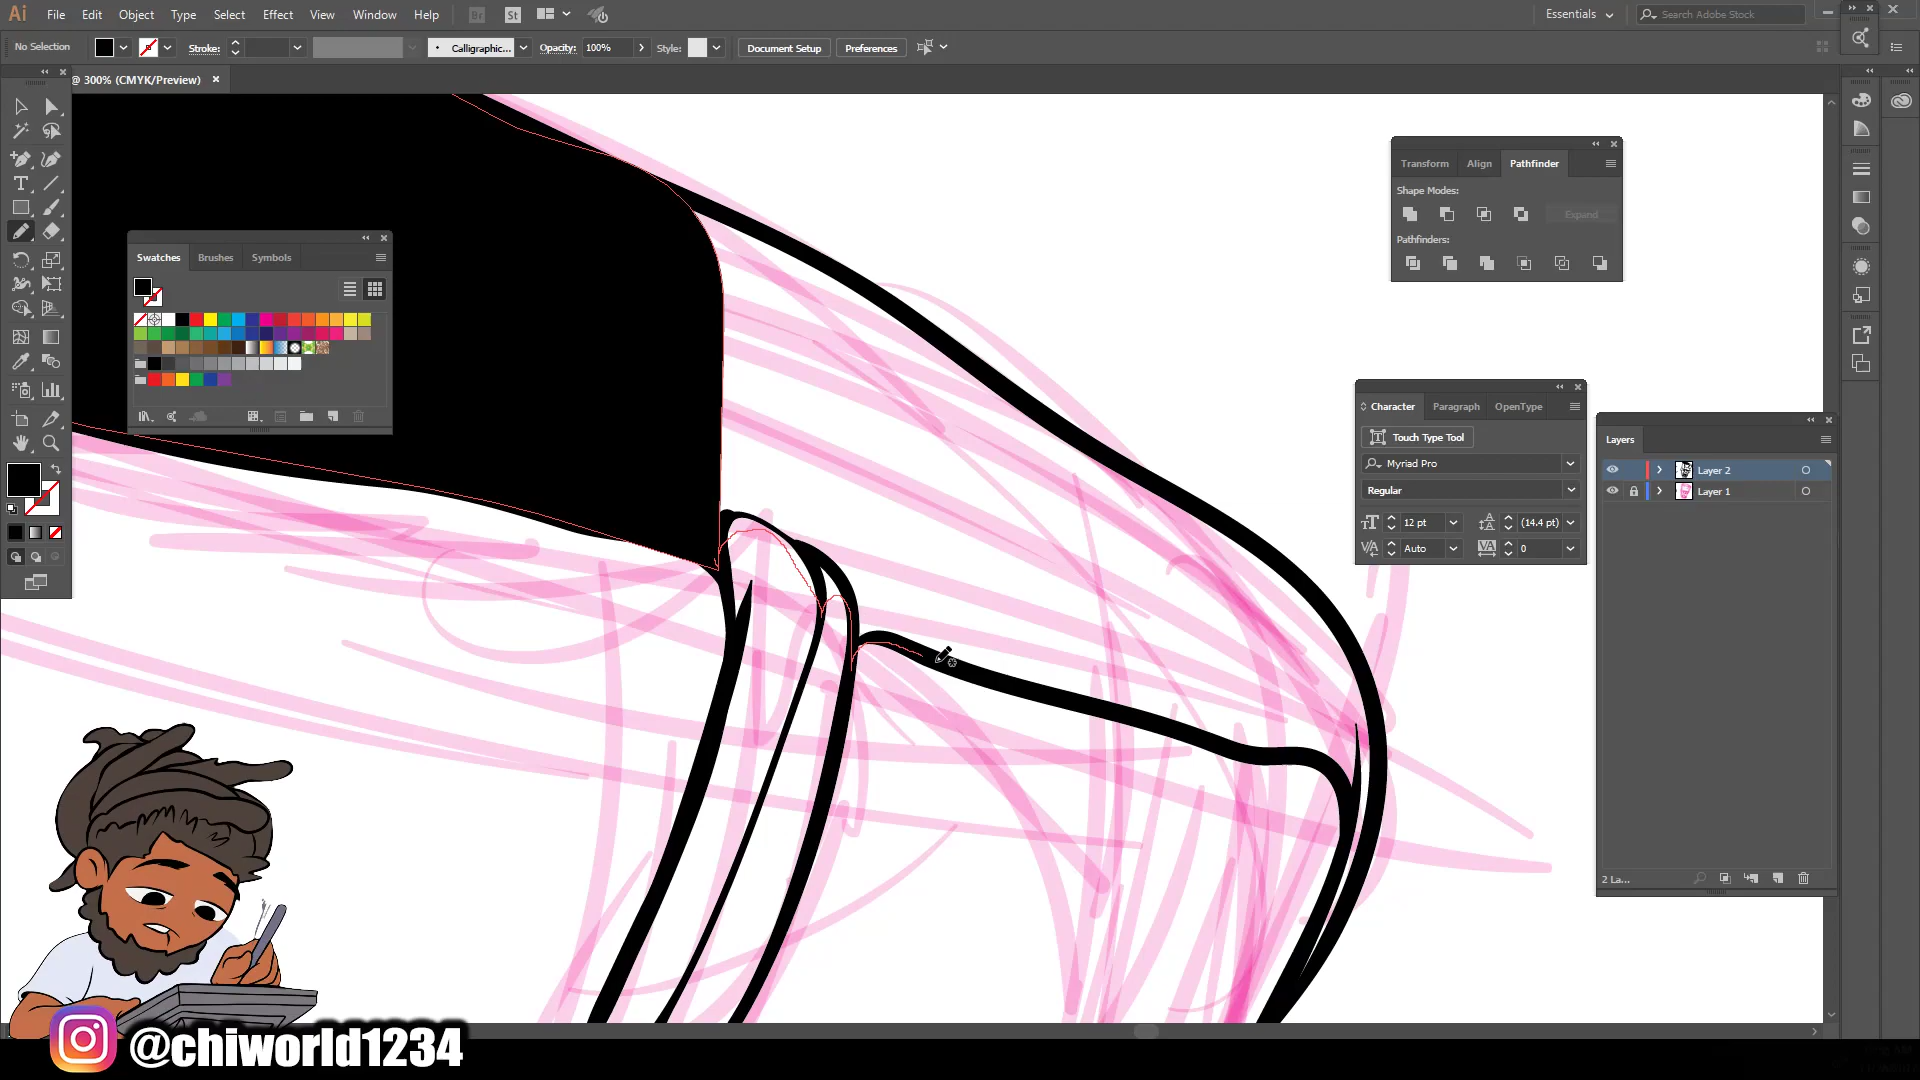 Ai File Edit Object Type Select Effect View Window Help Br St Essentials Search Adobe Stock
No Selection Stroke: Calligraphic... Opacity: 100% Style: Document Setup Preferences
@ 300% (CMYK/Preview)
Transform Align Pathfinder
Shape Modes:
Expand
Pathfinders:
Swatches Brushes Symbols
Character Paragraph OpenType
Touch Type Tool
Myriad Pro
Regular
12 pt (14.4 pt)
Auto 0
Layers
Layer 2
Layer 1
2 La...
@chiworld1234